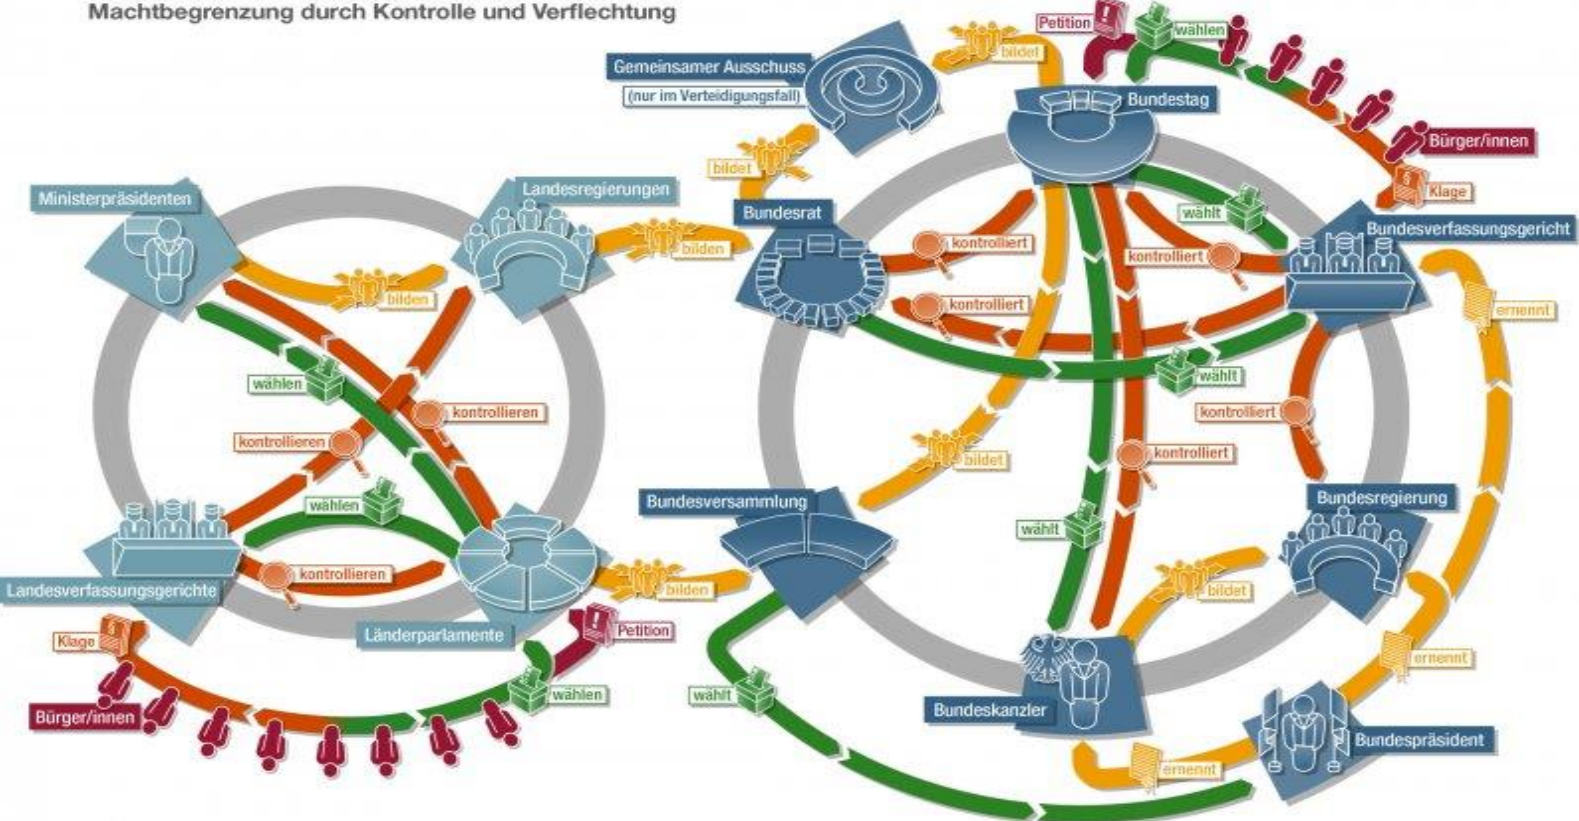 Machtbegrenzung durch Kontrolle und Verflechtung
Petition
wählen
bildet
Gemeinsamer Ausschuss
(nur im Verteidigungsfall)
Bundestag
Bürger/innen
bildet
Klage
Ministerpräsidenten
Landesregierungen
Bundesrat
wählt
Bundesverfassungsgericht
bilden
kontrolliert
kontrolliert
bilden
kontrolliert
ernennt
wählen
wählt
kontrollieren
kontrolliert
kontrollieren
kontrolliert
bildet
wählen
Bundesversammlung
Bundesregierung
wählt
kontrollieren
Landesverfassungsgerichte
bilden
bildet
Klage
Länderparlamente
Petition
ernennt
Bürger/innen
wählen
wählt
Bundeskanzler
Bundespräsident
ernennt